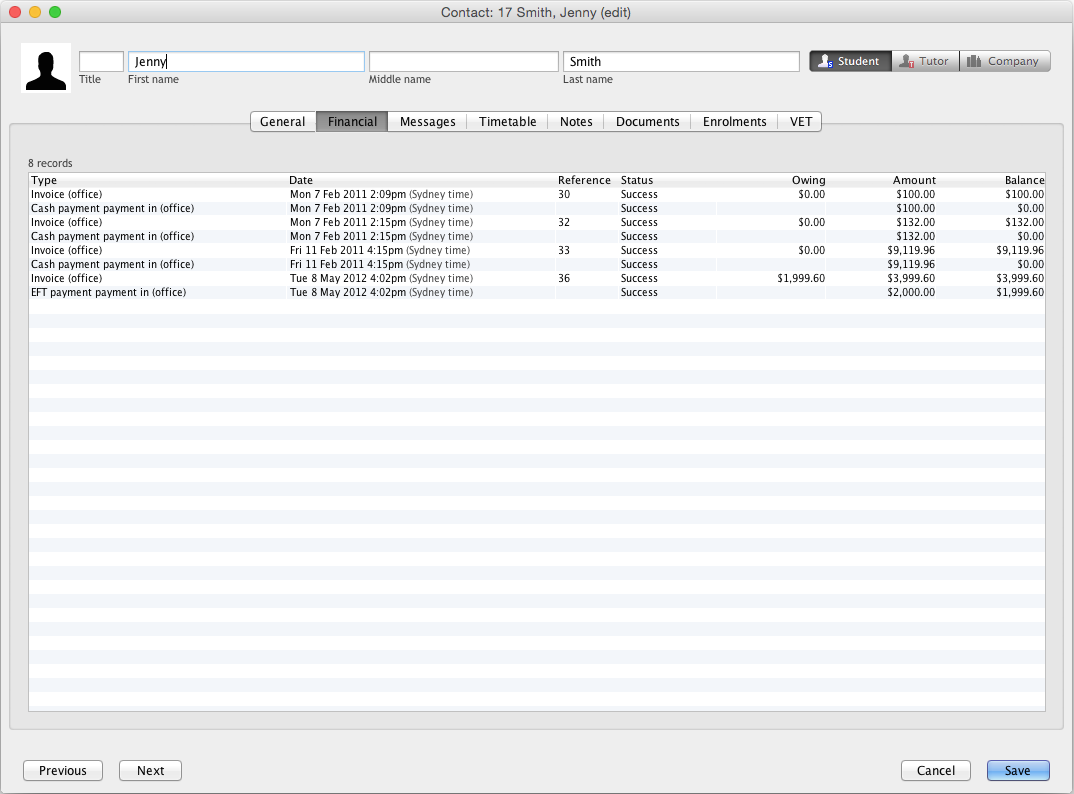 Contact: 17 Smith, Jenny (edit)
Jenny Smith Student Tutor Company
Title First name Middle name Last name
General Financial Messages Timetable Notes Documents Enrolments VET
8 records
Type Date Reference Status Owing Amount Balance
Invoice (office) Mon 7 Feb 2011 2:09pm (Sydney time) 30 Success $0.00 $100.00 $100.00
Cash payment payment in (office) Mon 7 Feb 2011 2:09pm (Sydney time) Success $100.00 $0.00
Invoice (office) Mon 7 Feb 2011 2:15pm (Sydney time) 32 Success $0.00 $132.00 $132.00
Cash payment payment in (office) Mon 7 Feb 2011 2:15pm (Sydney time) Success $132.00 $0.00
Invoice (office) Fri 11 Feb 2011 4:15pm (Sydney time) 33 Success $0.00 $9,119.96 $9,119.96
Cash payment payment in (office) Fri 11 Feb 2011 4:15pm (Sydney time) Success $9,119.96 $0.00
Invoice (office) Tue 8 May 2012 4:02pm (Sydney time) 36 Success $1,999.60 $3,999.60 $3,999.60
EFT payment payment in (office) Tue 8 May 2012 4:02pm (Sydney time) Success $2,000.00 $1,999.60
Previous Next Cancel Save